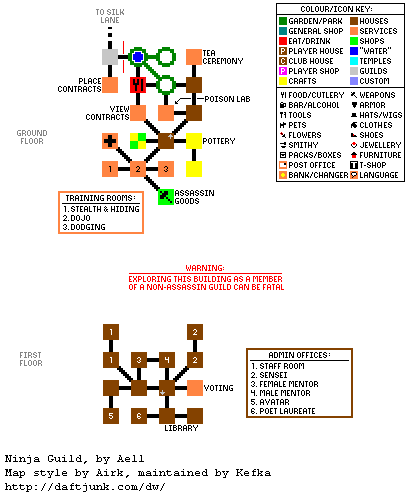 TO SILK
LANE
COLOUR/ICON KEY:
GARDEN/PARK
HOUSES
GENERAL SHOP
SERVICES
EAT/DRINK
SHOPS
P PLAYER HOUSE
"WATER"
C CLUB HOUSE
TEMPLES
P PLAYER SHOP
GUILDS
CRAFTS
CUSTOM
FOOD/CUTLERY
WEAPONS
BAR/ALCOHOL
ARMOR
TOOLS
HATS/WIGS
PETS
CLOTHES
FLOWERS
SHOES
SMITHY
JEWELLERY
PACKS/BOXES
FURNITURE
POST OFFICE
T T-SHOP
BANK/CHANGER
LANGUAGE
TEA
CEREMONY
PLACE
CONTRACTS
POISON LAB
VIEW
CONTRACTS
GROUND
FLOOR
POTTERY
1 2 3
ASSASSIN
GOODS
TRAINING ROOMS:
1. STEALTH & HIDING
2. DOJO
3. DODGING
WARNING:
EXPLORING THIS BUILDING AS A MEMBER
OF A NON-ASSASSIN GUILD CAN BE FATAL
1 2
FIRST
FLOOR
1 3 4 2
VOTING
5 6
LIBRARY
ADMIN OFFICES:
1. STAFF ROOM
2. SENSEI
3. FEMALE MENTOR
4. MALE MENTOR
5. AVATAR
6. POET LAUREATE
Ninja Guild, by Aell
Map style by Airk, maintained by Kefka
http://daftjunk.com/dw/